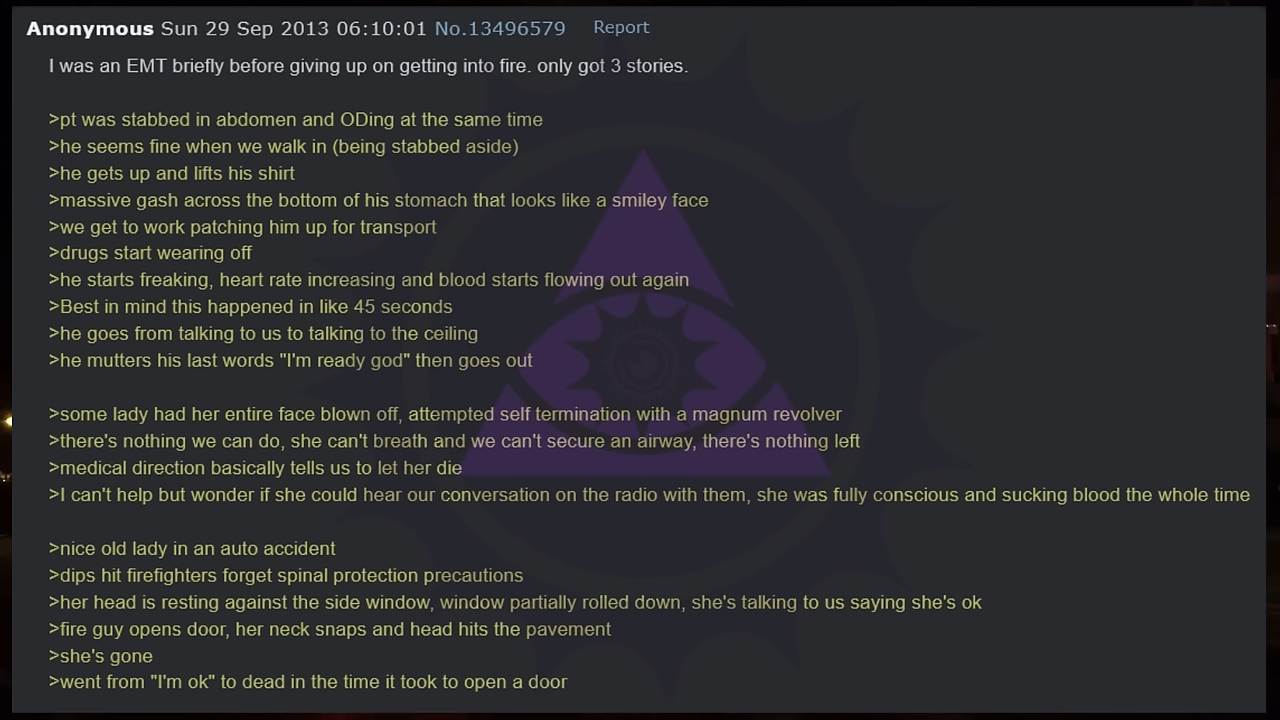 Anonymous Sun 29 Sep 2013 06:10:01 No.13496579 Report
I was an EMT briefly before giving up on getting into fire. only got 3 stories.
>pt was stabbed in abdomen and ODing at the same time
>he seems fine when we walk in (being stabbed aside)
>he gets up and lifts his shirt
>massive gash across the bottom of his stomach that looks like a smiley face
>we get to work patching him up for transport
>drugs start wearing off
>he starts freaking, heart rate increasing and blood starts flowing out again
>Best in mind this happened in like 45 seconds
>he goes from talking to us to talking to the ceiling
>he mutters his last words "I'm ready god" then goes out
>some lady had her entire face blown off, attempted self termination with a magnum revolver
>there's nothing we can do, she can't breath and we can't secure an airway, there's nothing left
>medical direction basically tells us to let her die
>I can't help but wonder if she could hear our conversation on the radio with them, she was fully conscious and sucking blood the whole time
>nice old lady in an auto accident
>dips hit firefighters forget spinal protection precautions
>her head is resting against the side window, window partially rolled down, she's talking to us saying she's ok
>fire guy opens door, her neck snaps and head hits the pavement
>she's gone
>went from "I'm ok" to dead in the time it took to open a door